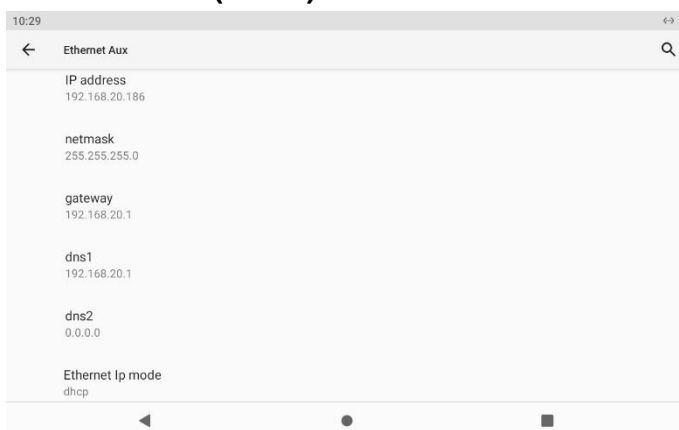 10:29
Ethernet Aux
IP address
192.168.20.186
netmask
255.255.255.0
gateway
192.168.20.1
dns1
192.168.20.1
dns2
0.0.0.0
Ethernet Ip mode
dhcp